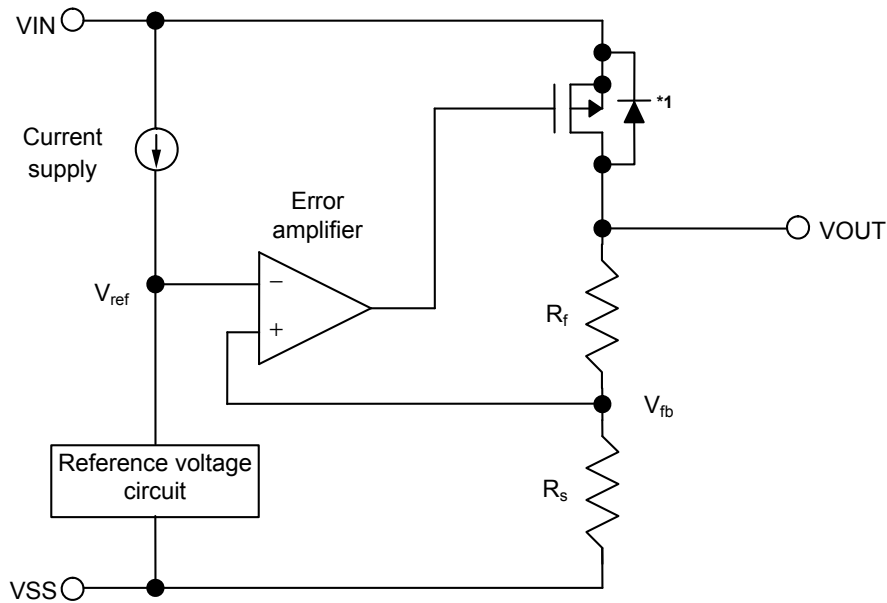 VIN
*1
Current
supply
Error
amplifier
VOUT
Vref
−
+
Rf
Vfb
Reference voltage
circuit
Rs
VSS